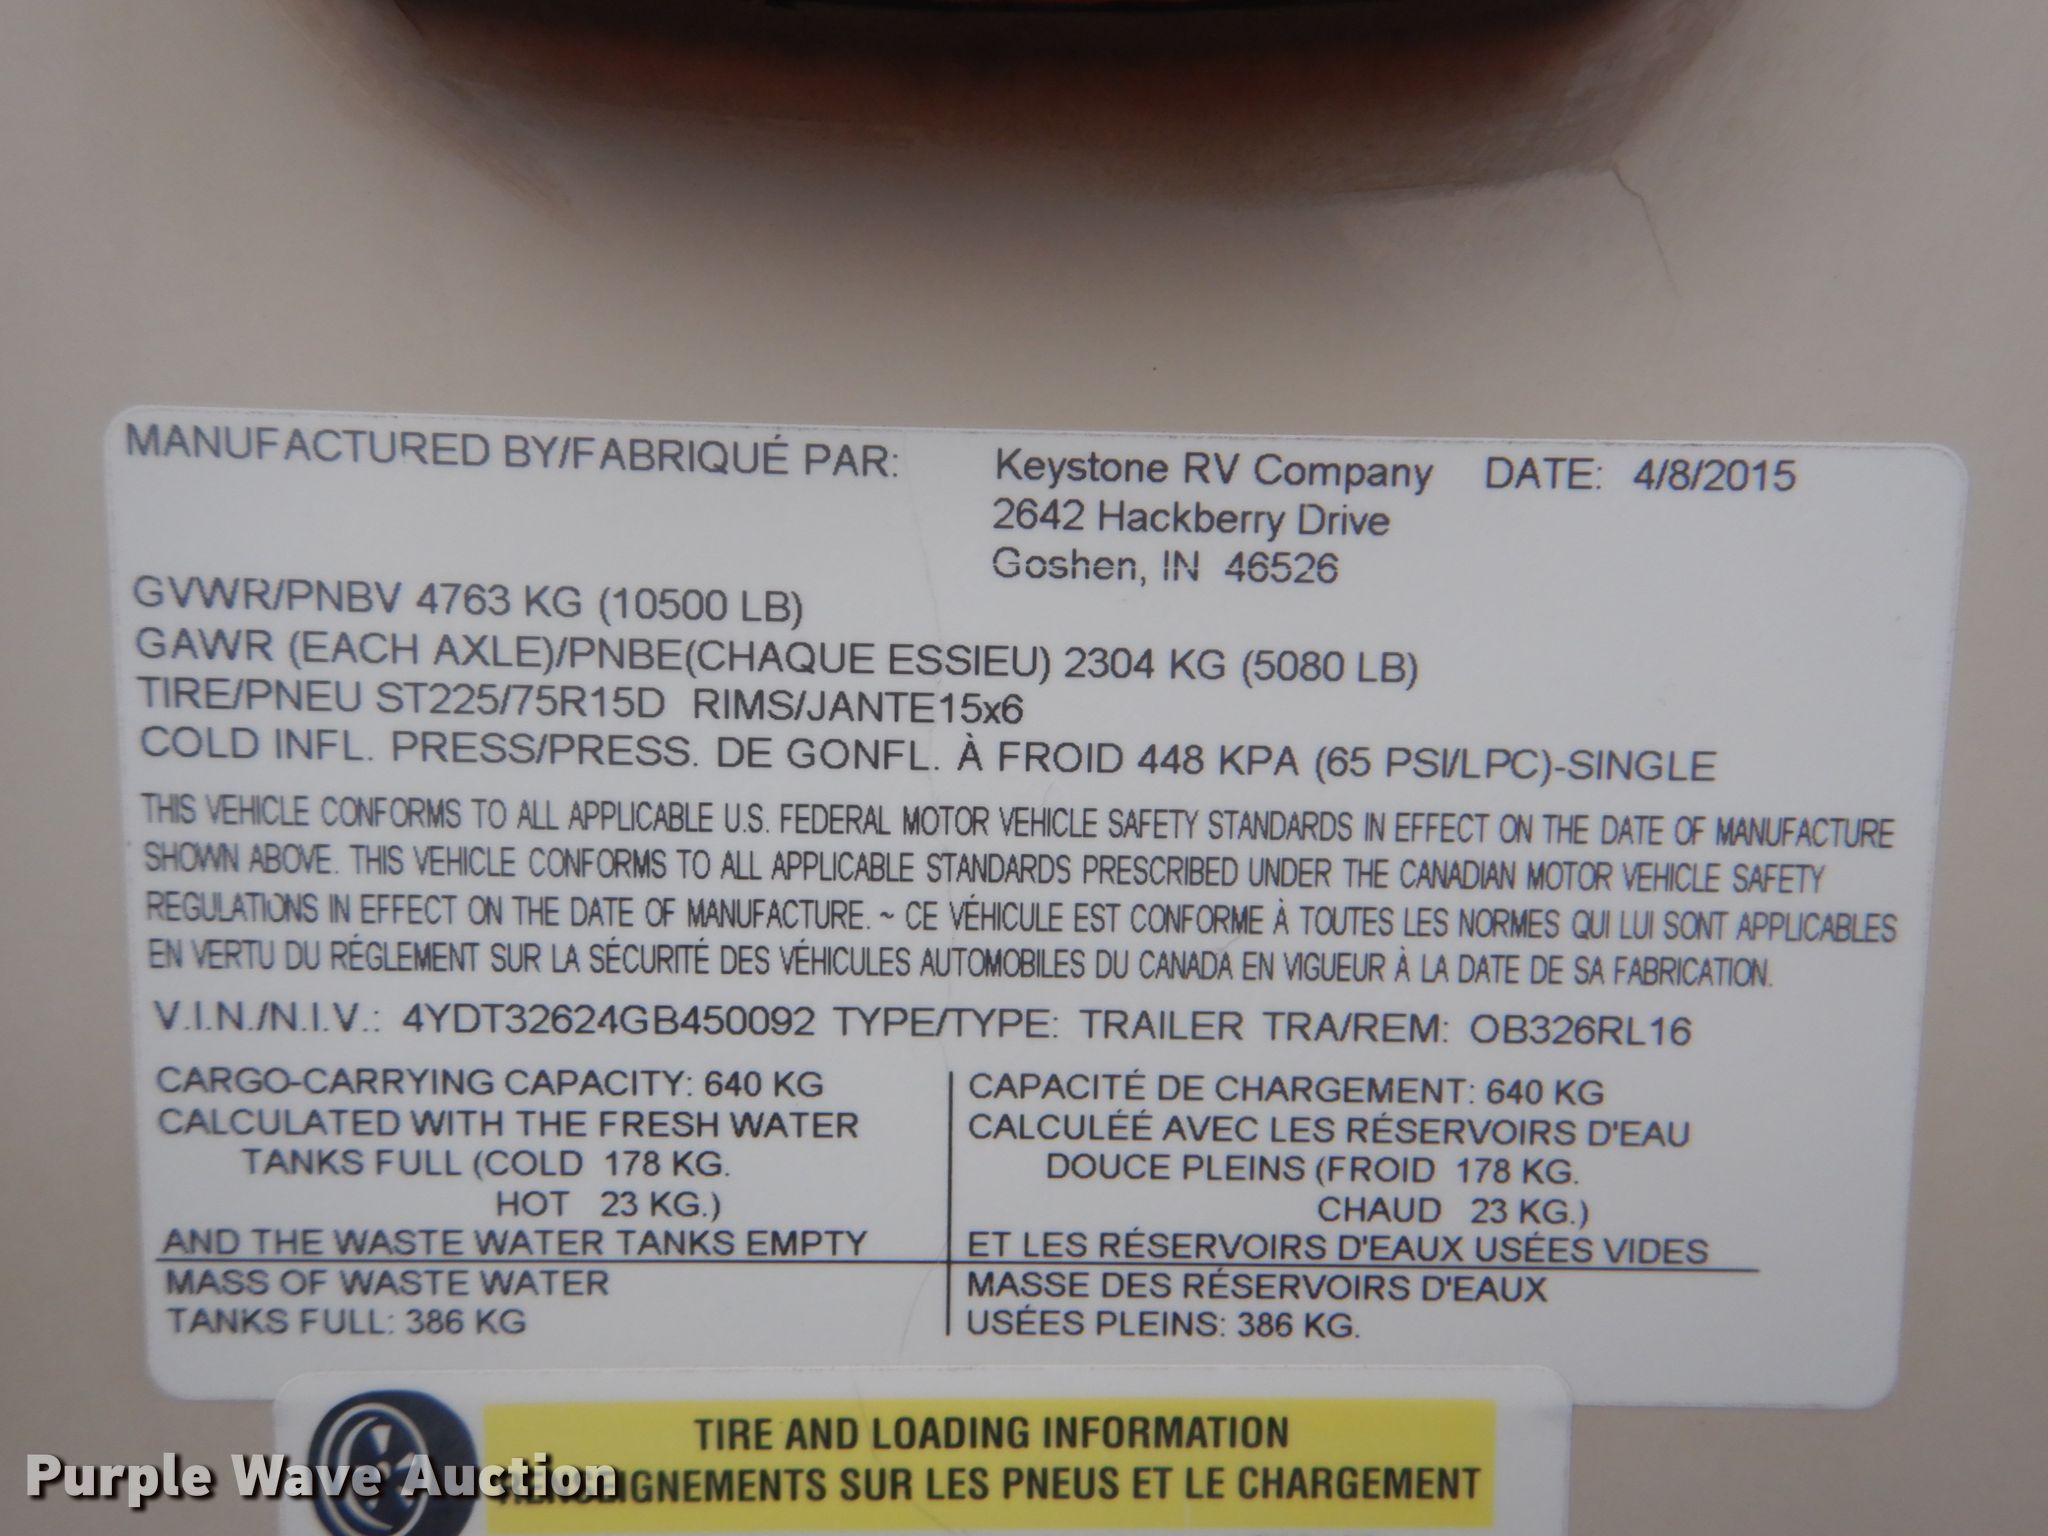 MANUFACTURED BY/FABRIQUÉ PAR: Keystone RV Company DATE: 4/8/2015
2642 Hackberry Drive
Goshen, IN 46526
GVWR/PNBV 4763 KG (10500 LB)
GAWR (EACH AXLE)/PNBE(CHAQUE ESSIEU) 2304 KG (5080 LB)
TIRE/PNEU ST225/75R15D RIMS/JANTE15x6
COLD INFL. PRESS/PRESS. DE GONFL. À FROID 448 KPA (65 PSI/LPC)-SINGLE
THIS VEHICLE CONFORMS TO ALL APPLICABLE U.S. FEDERAL MOTOR VEHICLE SAFETY STANDARDS IN EFFECT ON THE DATE OF MANUFACTURE
SHOWN ABOVE. THIS VEHICLE CONFORMS TO ALL APPLICABLE STANDARDS PRESCRIBED UNDER THE CANADIAN MOTOR VEHICLE SAFETY
REGULATIONS IN EFFECT ON THE DATE OF MANUFACTURE. ~ CE VÉHICULE EST CONFORME À TOUTES LES NORMES QUI LUI SONT APPLICABLES
EN VERTU DU RÉGLEMENT SUR LA SÉCURITÉ DES VÉHICULES AUTOMOBILES DU CANADA EN VIGUEUR À LA DATE DE SA FABRICATION.
V.I.N./N.I.V.: 4YDT32624GB450092 TYPE/TYPE: TRAILER TRA/REM: OB326RL16
CARGO-CARRYING CAPACITY: 640 KG
CALCULATED WITH THE FRESH WATER
TANKS FULL (COLD 178 KG.
HOT 23 KG.)
AND THE WASTE WATER TANKS EMPTY
MASS OF WASTE WATER
TANKS FULL: 386 KG
CAPACITÉ DE CHARGEMENT: 640 KG
CALCULÉÉ AVEC LES RÉSERVOIRS D'EAU
DOUCE PLEINS (FROID 178 KG.
CHAUD 23 KG.)
ET LES RÉSERVOIRS D'EAUX USÉES VIDES
MASSE DES RÉSERVOIRS D'EAUX
USÉES PLEINS: 386 KG.
TIRE AND LOADING INFORMATION
RENSEIGNEMENTS SUR LES PNEUS ET LE CHARGEMENT
Purple Wave Auction